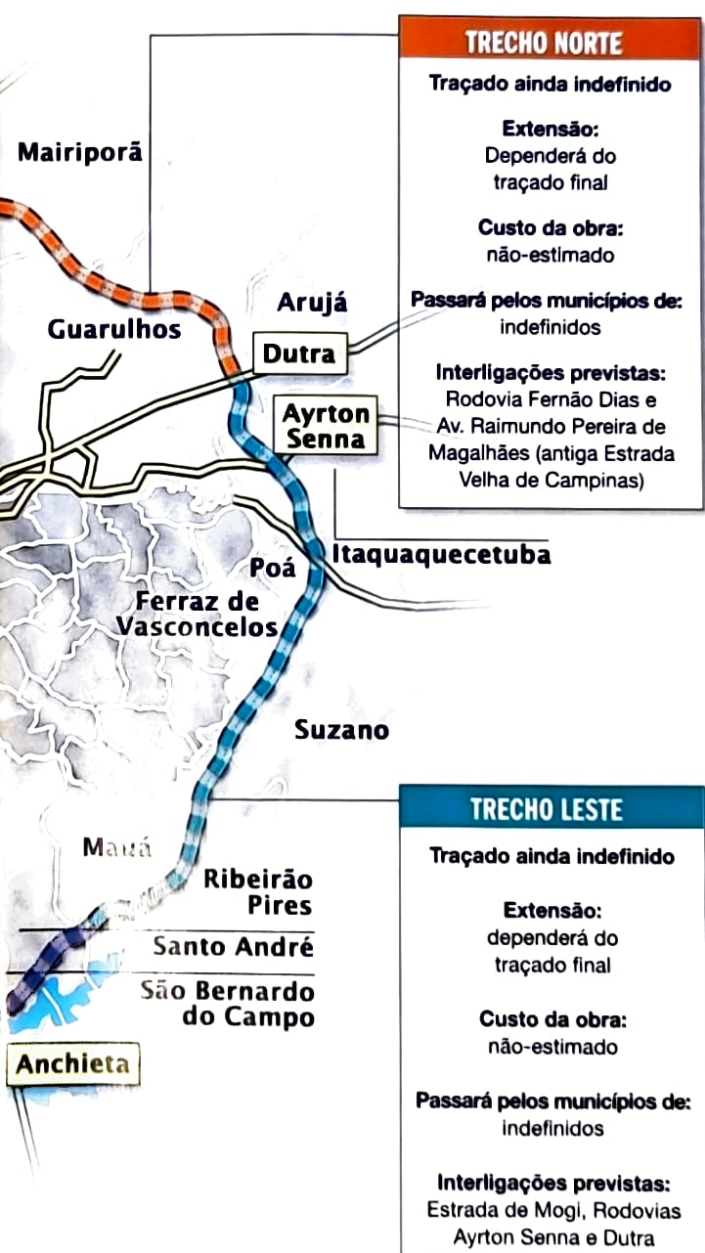 TRECHO NORTE
Traçado ainda indefinido
Extensão:
Dependerá do
traçado final
Custo da obra:
não-estimado
Passará pelos municípios de:
indefinidos
Interligações previstas:
Rodovia Fernão Dias e
Av. Raimundo Pereira de
Magalhães (antiga Estrada
Velha de Campinas)
Mairiporã
Arujá
Guarulhos
Dutra
Ayrton
Senna
Itaquaquecetuba
Poá
Ferraz de
Vasconcelos
Suzano
Mauá
Ribeirão
Pires
Santo André
São Bernardo
do Campo
Anchieta
TRECHO LESTE
Traçado ainda indefinido
Extensão:
dependerá do
traçado final
Custo da obra:
não-estimado
Passará pelos municípios de:
indefinidos
Interligações previstas:
Estrada de Mogi, Rodovias
Ayrton Senna e Dutra